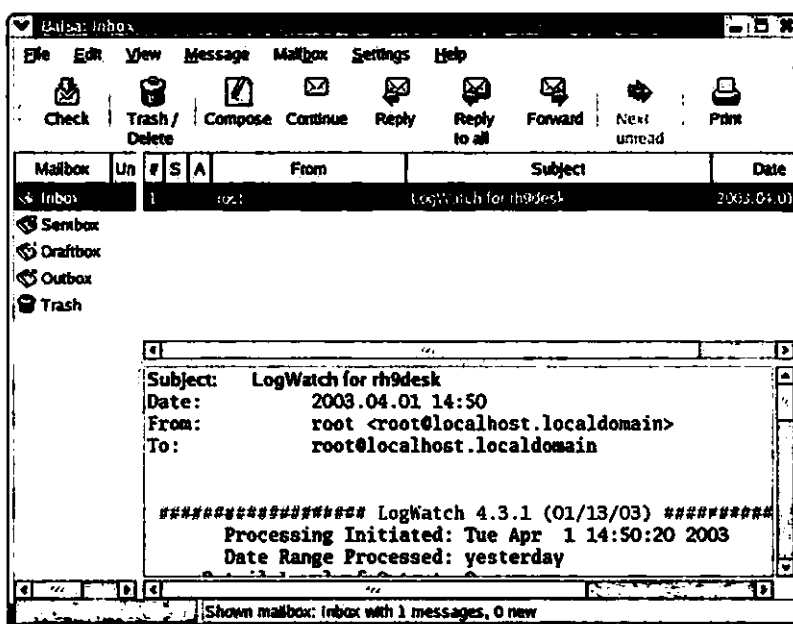 Balsa: Inbox
File Edit View Message Mailbox Settings Help
Check Trash / Delete Compose Continue Reply Reply to all Forward Next unread Print
Mailbox Un # S A From Subject Date
Inbox 1 root LogWatch for rh9desk 2003.04.01
Sentbox
Draftbox
Outbox
Trash
Subject: LogWatch for rh9desk
Date: 2003.04.01 14:50
From: root <root@localhost.localdomain>
To: root@localhost.localdomain
################### LogWatch 4.3.1 (01/13/03) ##########
Processing Initiated: Tue Apr 1 14:50:20 2003
Date Range Processed: yesterday
Shown mailbox: Inbox with 1 messages, 0 new